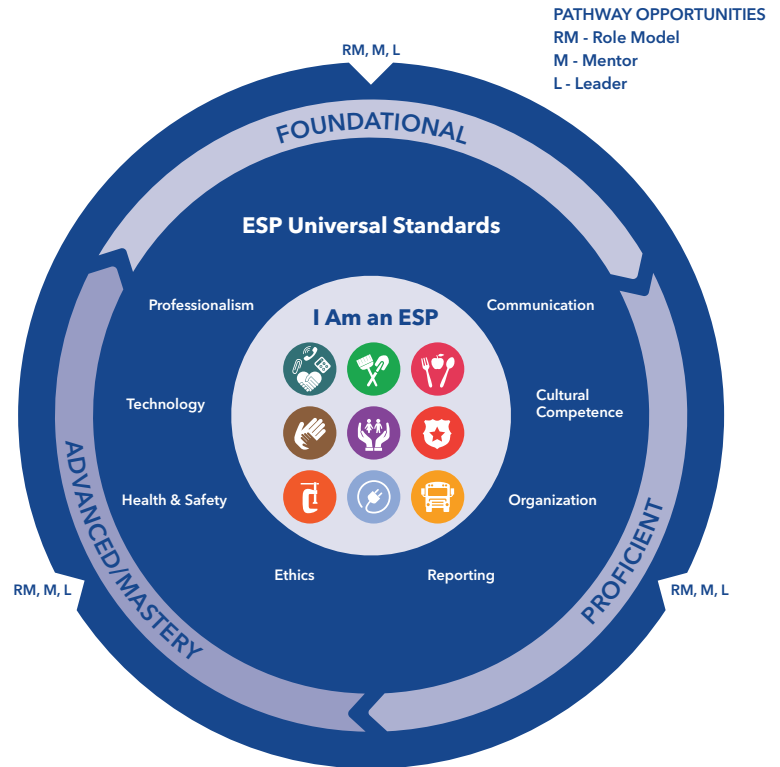 PATHWAY OPPORTUNITIES
RM - Role Model
M - Mentor
L - Leader
RM, M, L
FOUNDATIONAL
ESP Universal Standards
Professionalism
Communication
I Am an ESP
Technology
Cultural
Competence
Health & Safety
Organization
Ethics
Reporting
ADVANCED/MASTERY
PROFICIENT
RM, M, L
RM, M, L